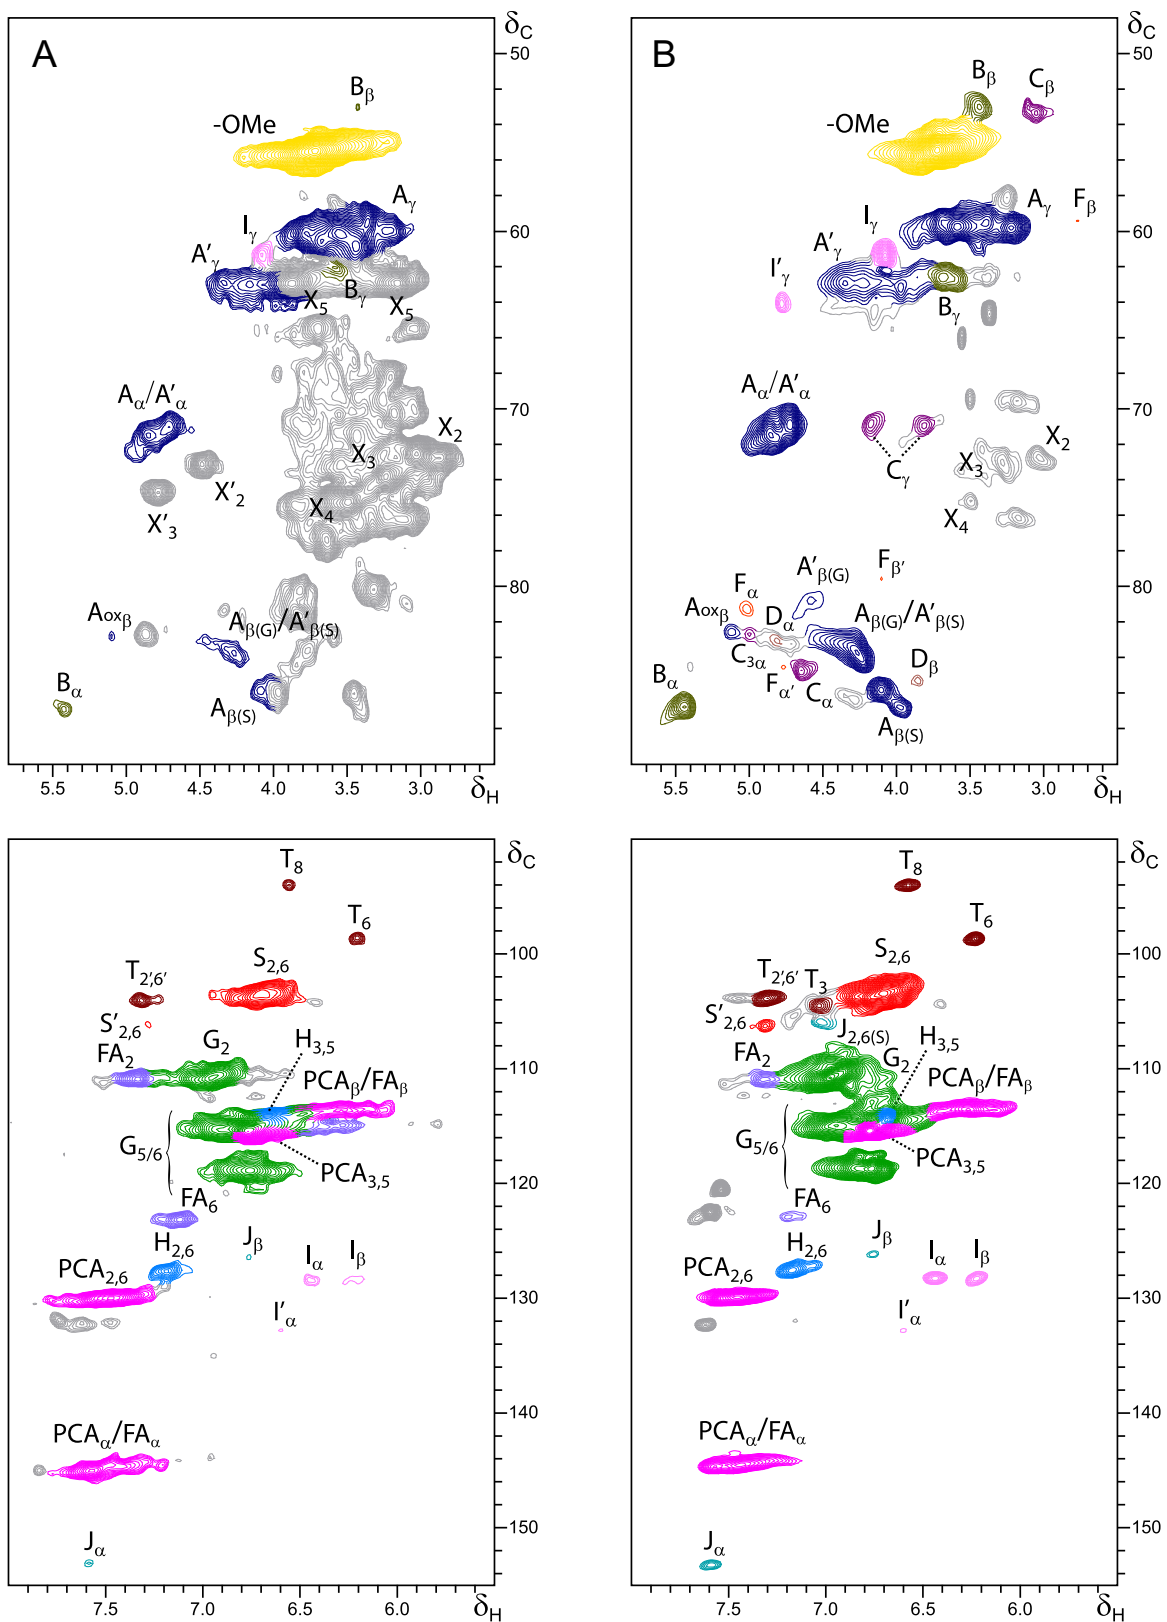 A
δC
50
Bβ
-OMe
Aγ
Iγ
60
A′γ
X5
Bγ
X5
Aα/A′α
70
X2
X3
X′2
X′3
X4
80
Aoxβ
Aβ(G)/A′β(S)
Bα
Aβ(S)
5.5 5.0 4.5 4.0 3.5 3.0 δH
B
δC
50
Bβ
Cβ
-OMe
Aγ
Fβ
Iγ
60
A′γ
I′γ
Bγ
Aα/A′α
70
X2
X3
Cγ
X4
A′β(G)
Fβ′
80
Fα
Aoxβ
Dα
Aβ(G)/A′β(S)
C3α
Dβ
Bα
Fα′
Cα
Aβ(S)
5.5 5.0 4.5 4.0 3.5 3.0 δH
δC
T8
T6
100
S2,6
T2′,6′
S′2,6
H3,5
FA2
G2
110
PCAβ/FAβ
G5/6
PCA3,5
120
FA6
Jβ
Iα
Iβ
H2,6
PCA2,6
130
I′α
140
PCAα/FAα
150
Jα
7.5 7.0 6.5 6.0 δH
δC
T8
T6
100
S2,6
T2′,6′
T3
S′2,6
J2,6(S)
H3,5
FA2
G2
110
PCAβ/FAβ
G5/6
PCA3,5
120
FA6
Jβ
Iα
Iβ
H2,6
PCA2,6
130
I′α
140
PCAα/FAα
150
Jα
7.5 7.0 6.5 6.0 δH